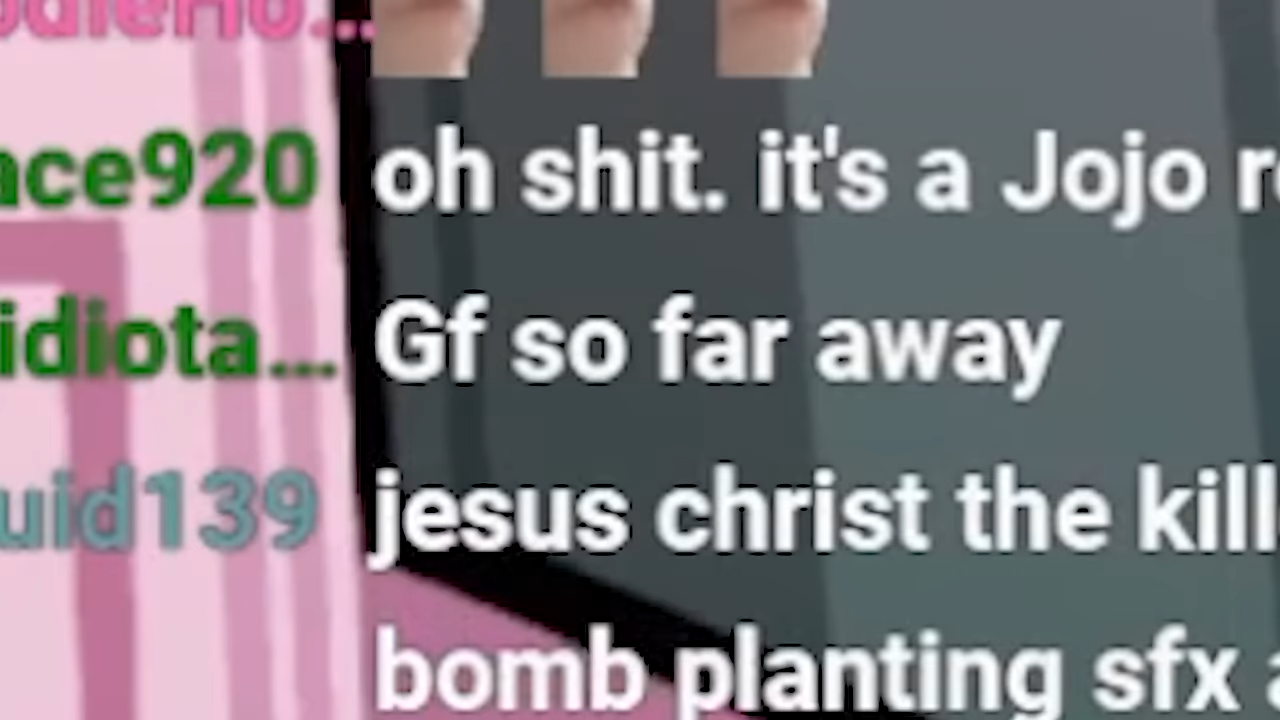 ace920 oh shit. it's a Jojo
idiota... Gf so far away
uid139 jesus christ the kill
bomb planting sfx